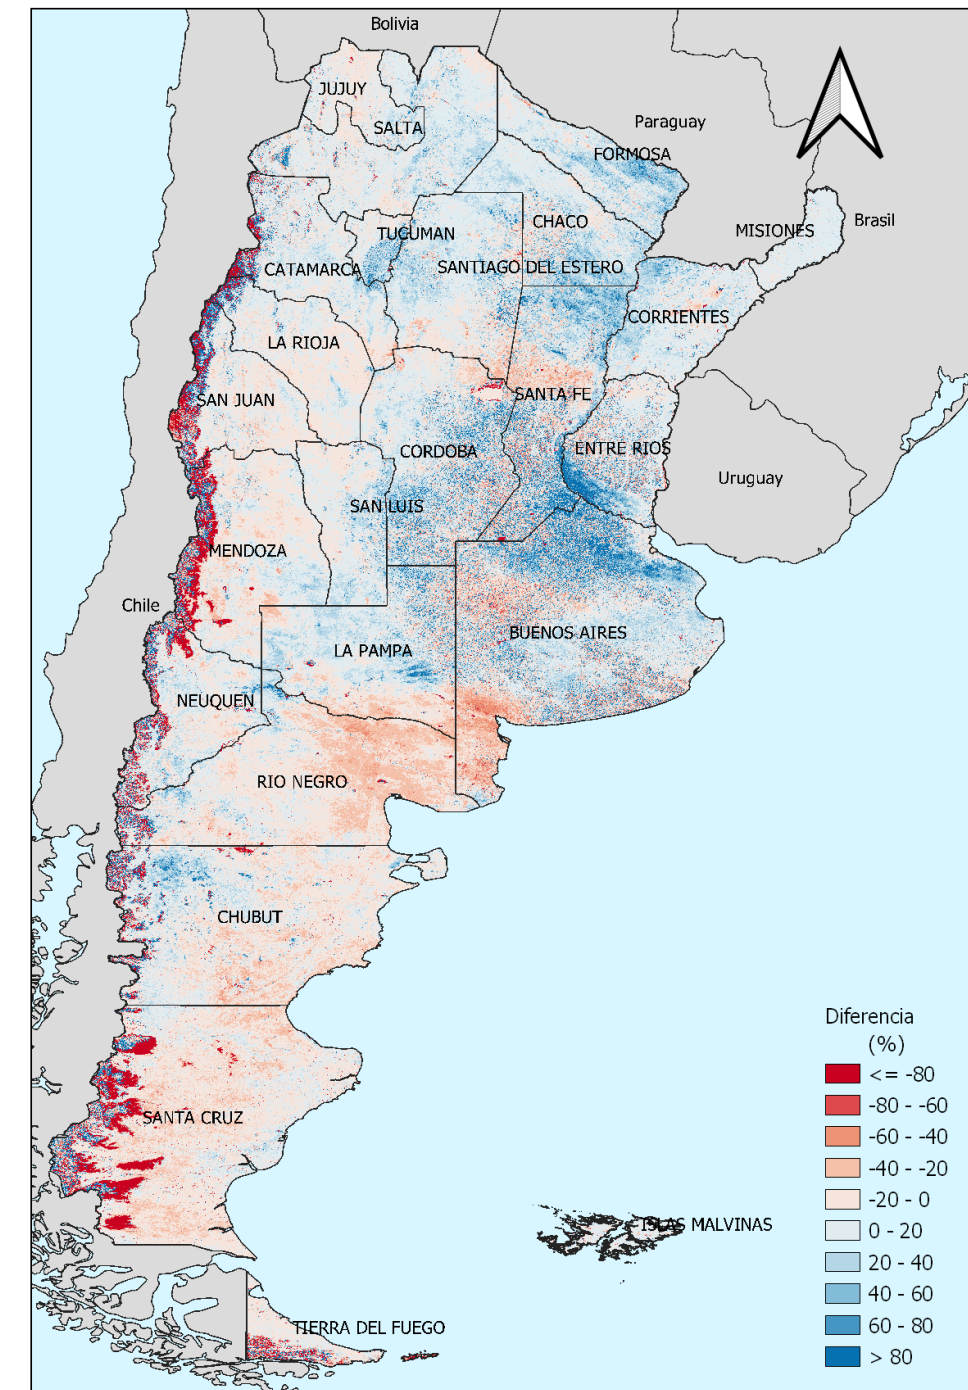 Bolivia
JUJUY
SALTA
Paraguay
FORMOSA
CHACO
MISIONES
Brasil
TUCUMAN
CATAMARCA
SANTIAGO DEL ESTERO
CORRIENTES
LA RIOJA
SAN JUAN
SANTA FE
CORDOBA
ENTRE RIOS
Uruguay
SAN LUIS
MENDOZA
Chile
BUENOS AIRES
LA PAMPA
NEUQUEN
RIO NEGRO
CHUBUT
SANTA CRUZ
ISLAS MALVINAS
TIERRA DEL FUEGO
Diferencia
(%)
<= -80
-80 - -60
-60 - -40
-40 - -20
-20 - 0
0 - 20
20 - 40
40 - 60
60 - 80
> 80